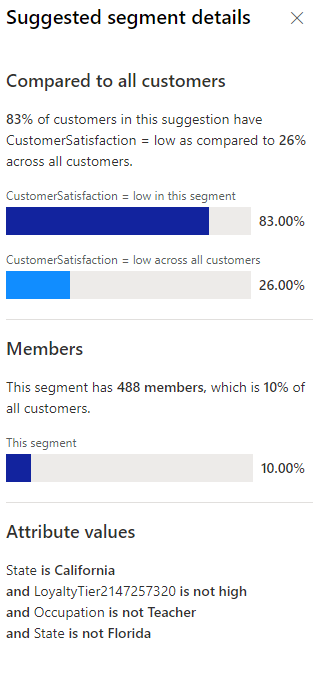 Suggested segment details
Compared to all customers
83% of customers in this suggestion have
CustomerSatisfaction = low as compared to 26%
across all customers.
CustomerSatisfaction = low in this segment
83.00%
CustomerSatisfaction = low across all customers
26.00%
Members
This segment has 488 members, which is 10% of
all customers.
This segment
10.00%
Attribute values
State is California
and LoyaltyTier2147257320 is not high
and Occupation is not Teacher
and State is not Florida